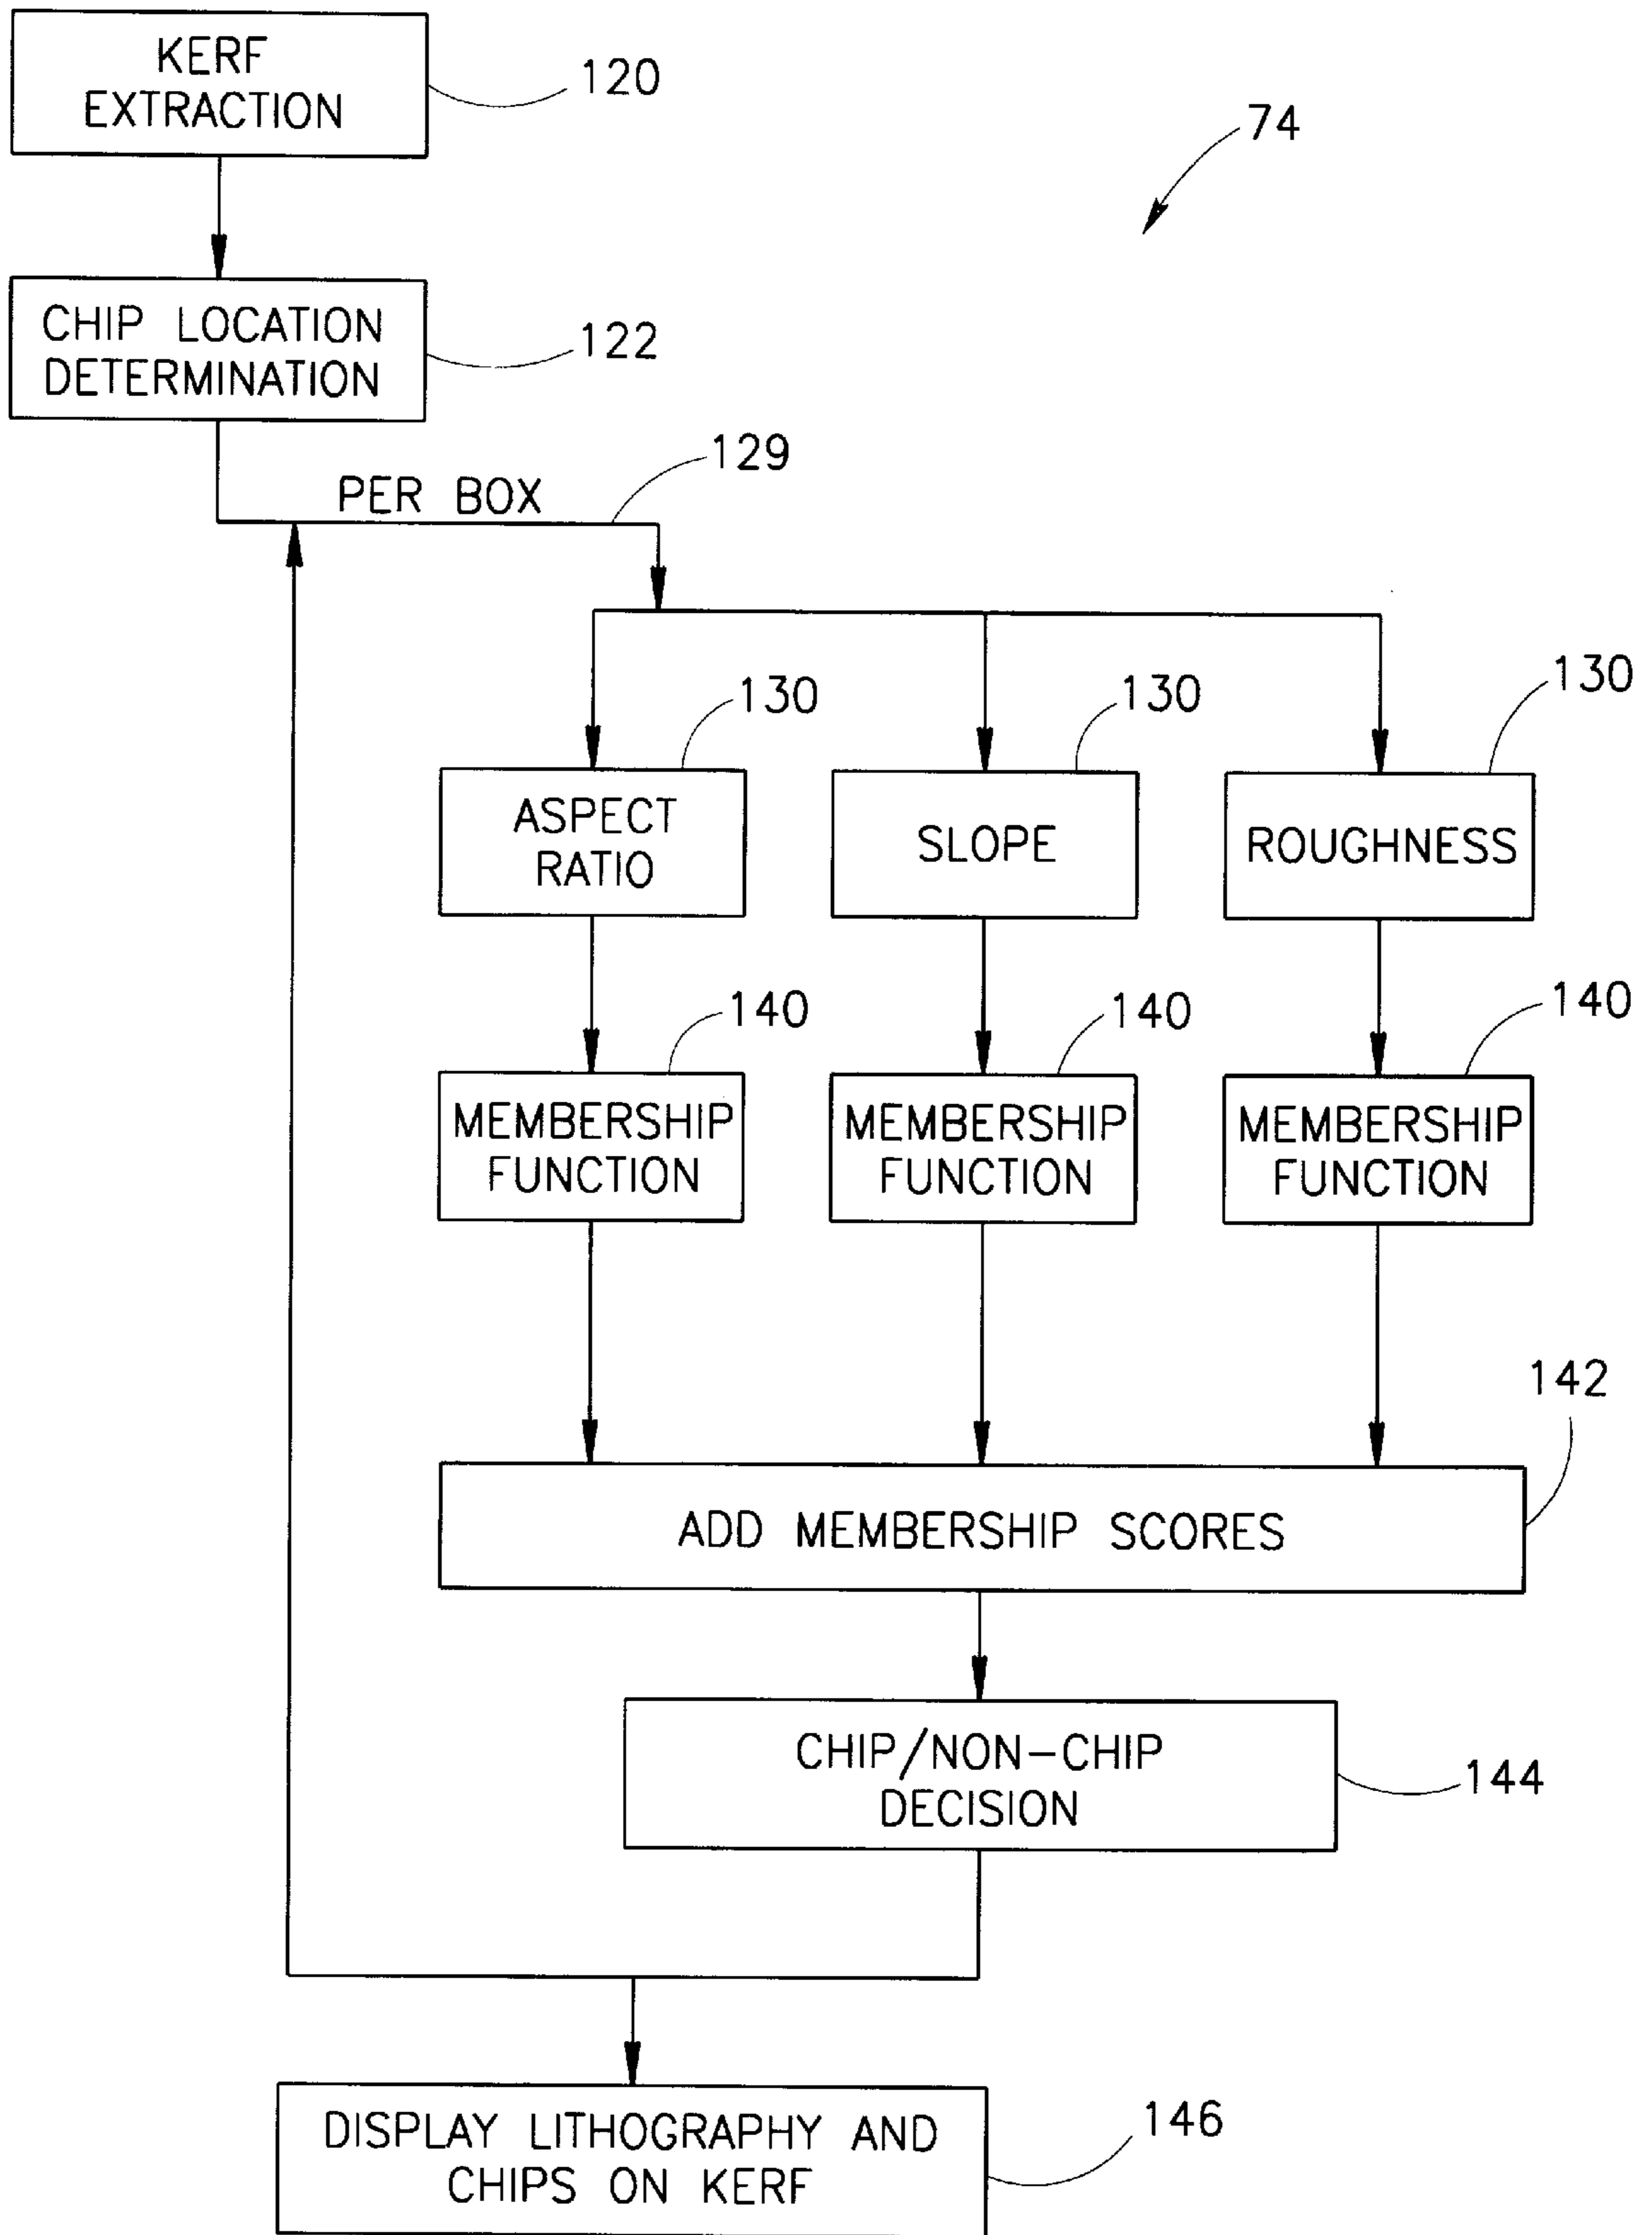 KERF
EXTRACTION
120
74
CHIP LOCATION
DETERMINATION
122
PER BOX
129
130
130
130
ASPECT
RATIO
SLOPE
ROUGHNESS
140
140
140
MEMBERSHIP
FUNCTION
MEMBERSHIP
FUNCTION
MEMBERSHIP
FUNCTION
142
ADD MEMBERSHIP SCORES
CHIP/NON-CHIP
DECISION
144
DISPLAY LITHOGRAPHY AND
CHIPS ON KERF
146